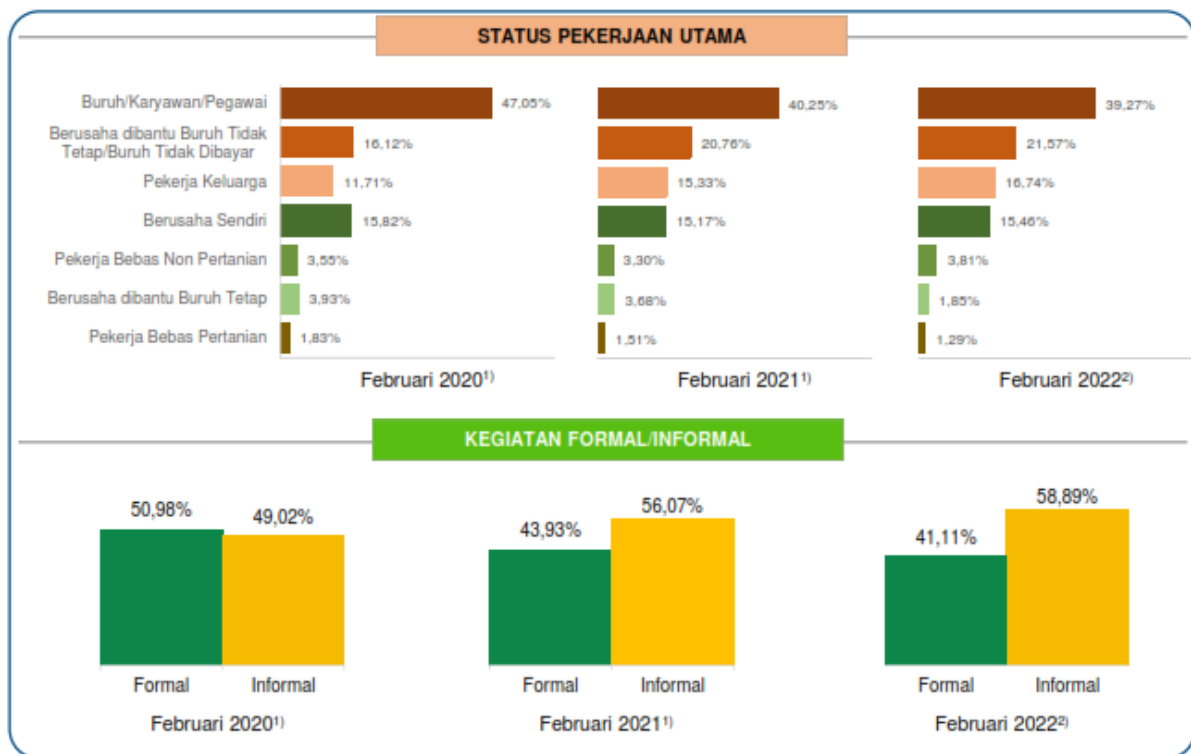 STATUS PEKERJAAN UTAMA
Buruh/Karyawan/Pegawai
47,05%
40,25%
39,27%
Berusaha dibantu Buruh Tidak
Tetap/Buruh Tidak Dibayar
16,12%
20,76%
21,57%
Pekerja Keluarga
11,71%
15,33%
16,74%
Berusaha Sendiri
15,82%
15,17%
15,46%
Pekerja Bebas Non Pertanian
3,55%
3,30%
3,81%
Berusaha dibantu Buruh Tetap
3,93%
3,68%
1,85%
Pekerja Bebas Pertanian
1,83%
1,51%
1,29%
Februari 2020¹⁾
Februari 2021¹⁾
Februari 2022²⁾
KEGIATAN FORMAL/INFORMAL
50,98%
49,02%
43,93%
56,07%
41,11%
58,89%
Formal
Informal
Formal
Informal
Formal
Informal
Februari 2020¹⁾
Februari 2021¹⁾
Februari 2022²⁾